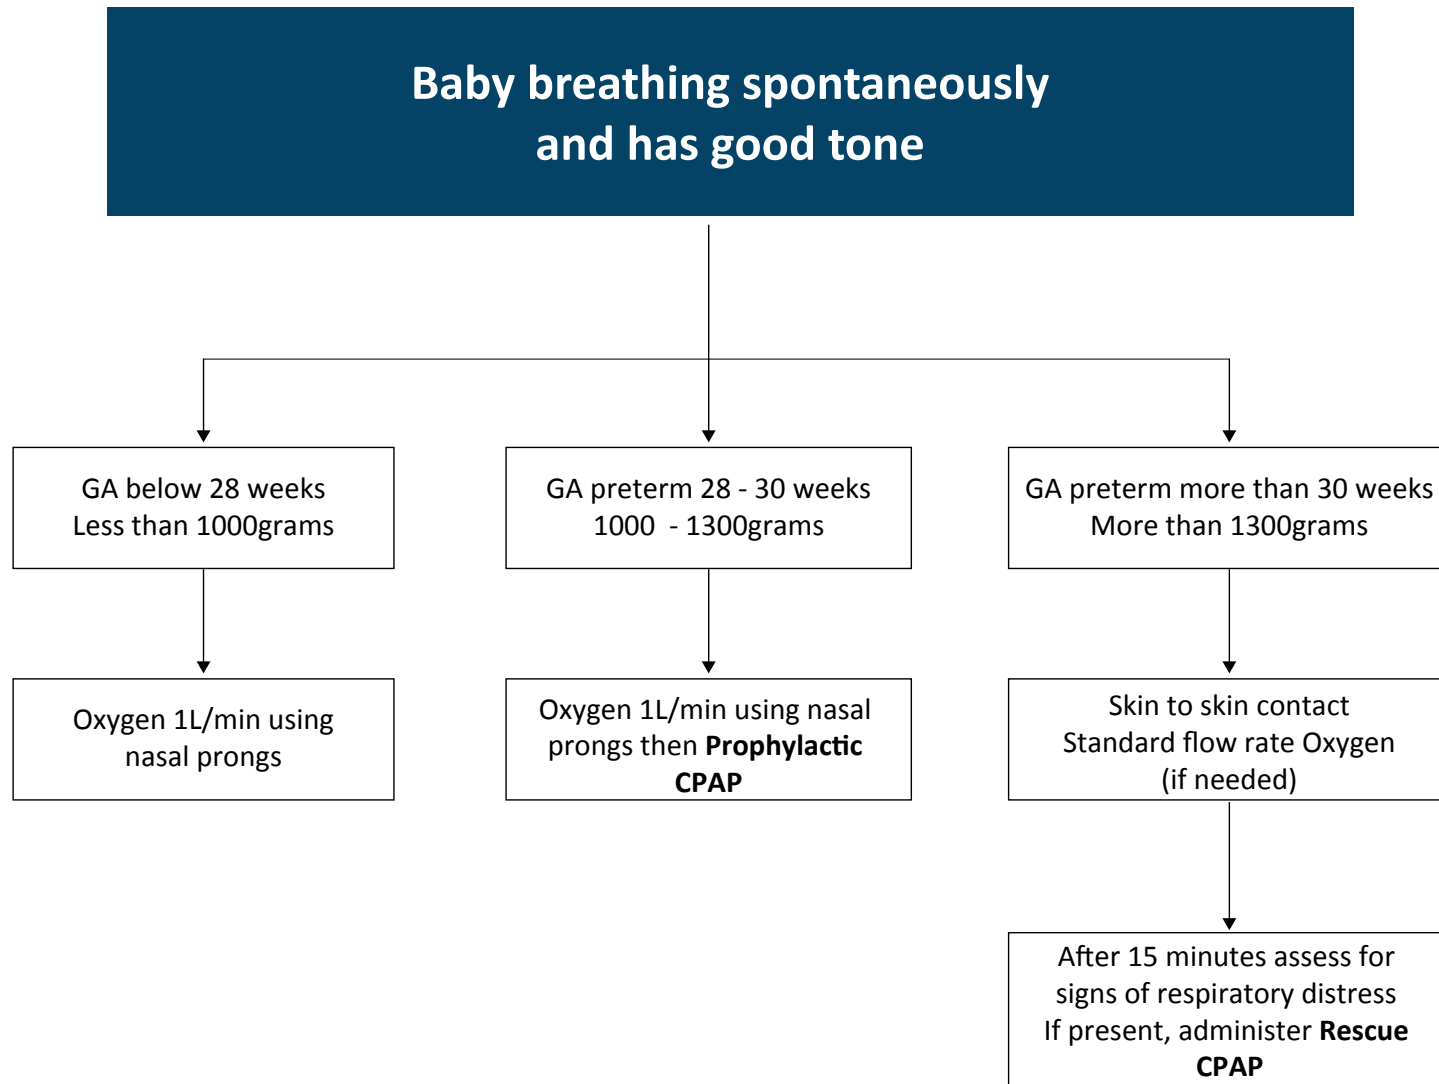 Baby breathing spontaneously
and has good tone
GA below 28 weeks
Less than 1000grams
GA preterm 28 - 30 weeks
1000  - 1300grams
GA preterm more than 30 weeks
More than 1300grams
Oxygen 1L/min using
nasal prongs
Oxygen 1L/min using nasal
prongs then Prophylactic
CPAP
Skin to skin contact
Standard flow rate Oxygen
(if needed)
After 15 minutes assess for
signs of respiratory distress
If present, administer Rescue
CPAP